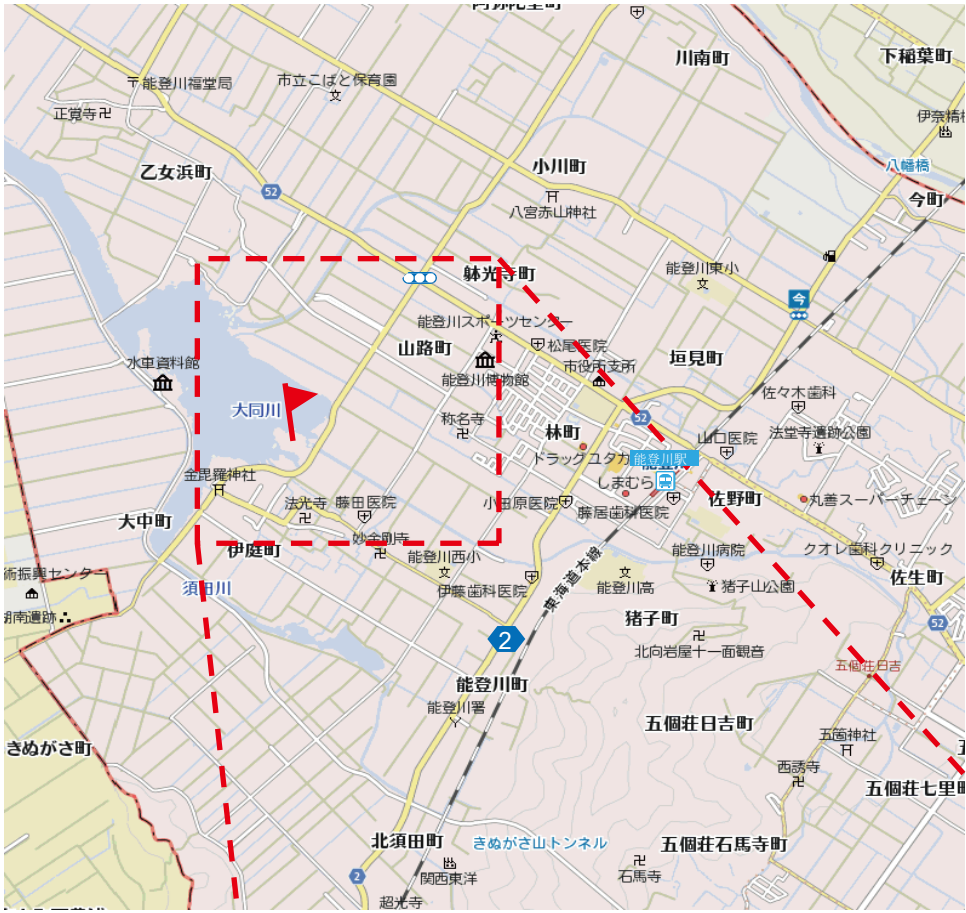 川南町
下稲葉町
能登川福堂局
市立こばと保育園
正覚寺
八幡橋
小川町
乙女浜町
52
今町
八宮赤山神社
能登川東小
躰光寺町
今
能登川スポーツセンター
松尾医院
山路町
垣見町
水車資料館
市役所支所
能登川博物館
佐々木歯科
大同川
称名寺
52
林町
法堂寺遺跡公園
山口医院
ドラッグユタカ
能登川駅
金毘羅神社
しまむら
佐野町
丸善スーパーチェーン
法光寺
藤田医院
小田原医院
藤居歯科医院
大中町
妙金剛寺
伊庭町
能登川西小
能登川病院
クオレ歯科クリニック
術振興センター
佐生町
須田川
伊藤歯科医院
能登川高
猪子山公園
湖南遺跡
東海道本線
猪子町
52
2
北向岩屋十一面観音
五個荘日吉
能登川町
能登川署
五個荘日吉町
五箇神社
きぬがさ町
西誘寺
五個荘七里町
北須田町
きぬがさ山トンネル
五個荘石馬寺町
関西東洋
石馬寺
2
超光寺